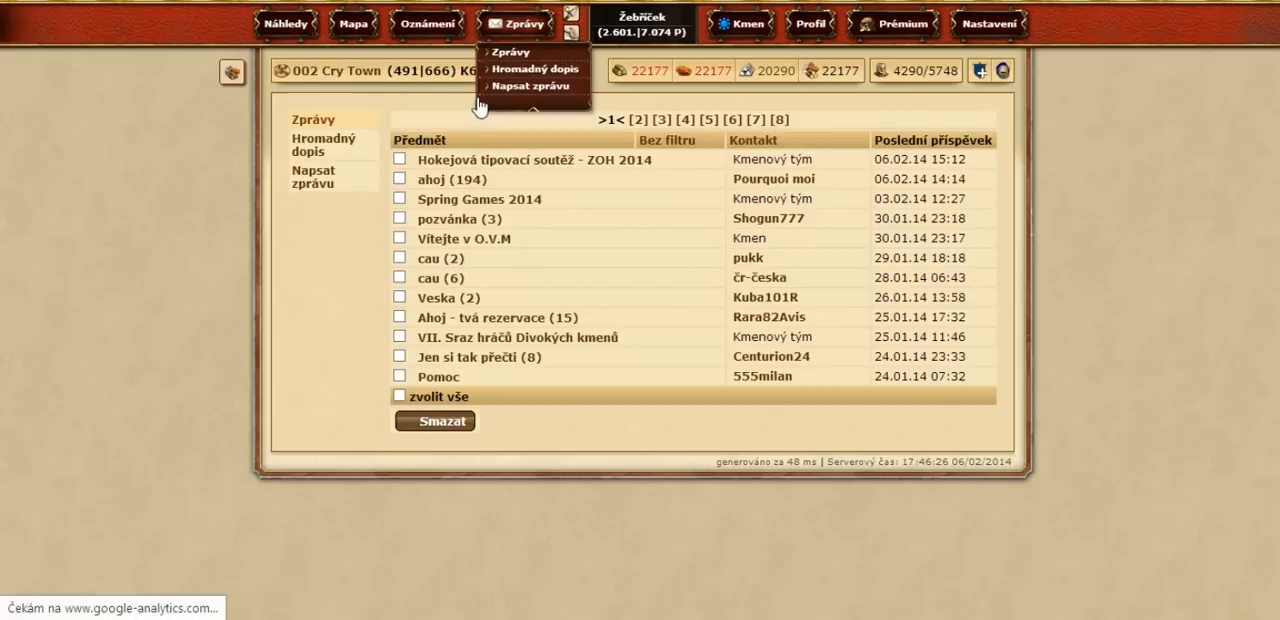 Náhledy Mapa Oznámení Zprávy Žebříček Kmen Profil Prémium Nastavení
(2.601.|7.074 P)
Zprávy
Hromadný dopis
Napsat zprávu
002 Cry Town (491|666) K6 22177 22177 20290 22177 4290/5748
Zprávy
Hromadný
dopis
Napsat
zprávu
>1< [2] [3] [4] [5] [6] [7] [8]
Předmět Bez filtru Kontakt Poslední příspěvek
Hokejová tipovací soutěž - ZOH 2014 Kmenový tým 06.02.14 15:12
ahoj (194) Pourquoi moi 06.02.14 14:14
Spring Games 2014 Kmenový tým 03.02.14 12:27
pozvánka (3) Shogun777 30.01.14 23:18
Vítejte v O.V.M Kmen 30.01.14 23:17
cau (2) pukk 29.01.14 18:18
cau (6) čr-česka 28.01.14 06:43
Veska (2) Kuba101R 26.01.14 13:58
Ahoj - tvá rezervace (15) Rara82Avis 25.01.14 17:32
VII. Sraz hráčů Divokých kmenů Kmenový tým 25.01.14 11:46
Jen si tak přečti (8) Centurion24 24.01.14 23:33
Pomoc 555milan 24.01.14 07:32
zvolit vše
Smazat
generováno za 48 ms | Serverový čas: 17:46:26 06/02/2014
Čekám na www.google-analytics.com...